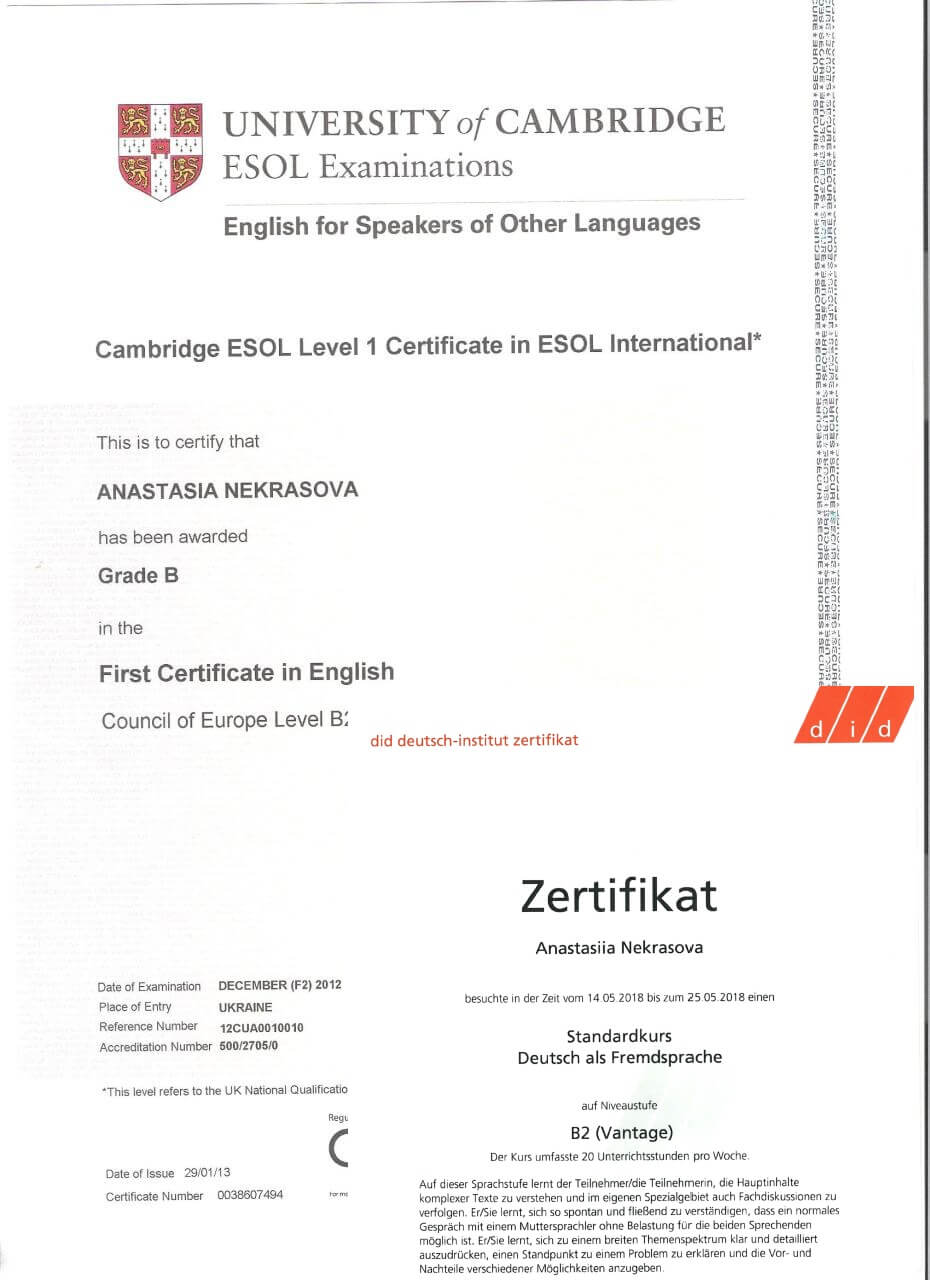 UNIVERSITY of CAMBRIDGE
ESOL Examinations
English for Speakers of Other Languages
Cambridge ESOL Level 1 Certificate in ESOL International*
This is to certify that
ANASTASIA NEKRASOVA
has been awarded
Grade B
in the
First Certificate in English
Council of Europe Level B2
Date of Examination DECEMBER (F2) 2012
Place of Entry UKRAINE
Reference Number 12CUA0010010
Accreditation Number 500/2705/0
*This level refers to the UK National Qualificatio
Regu
Date of Issue 29/01/13
Certificate Number 0038607494
did deutsch-institut zertifikat
d/i/d
Zertifikat
Anastasiia Nekrasova
besuchte in der Zeit vom 14.05.2018 bis zum 25.05.2018 einen
Standardkurs
Deutsch als Fremdsprache
auf Niveaustufe
B2 (Vantage)
Der Kurs umfasste 20 Unterrichtsstunden pro Woche.
Auf dieser Sprachstufe lernt der Teilnehmer/die Teilnehmerin, die Hauptinhalte
komplexer Texte zu verstehen und im eigenen Spezialgebiet auch Fachdiskussionen zu
verfolgen. Er/Sie lernt, sich so spontan und fließend zu verständigen, dass ein normales
Gespräch mit einem Muttersprachler ohne Belastung für die beiden Sprechenden
möglich ist. Er/Sie lernt, sich zu einem breiten Themenspektrum klar und detailliert
auszudrücken, einen Standpunkt zu einem Problem zu erklären und die Vor- und
Nachteile verschiedener Möglichkeiten anzugeben.